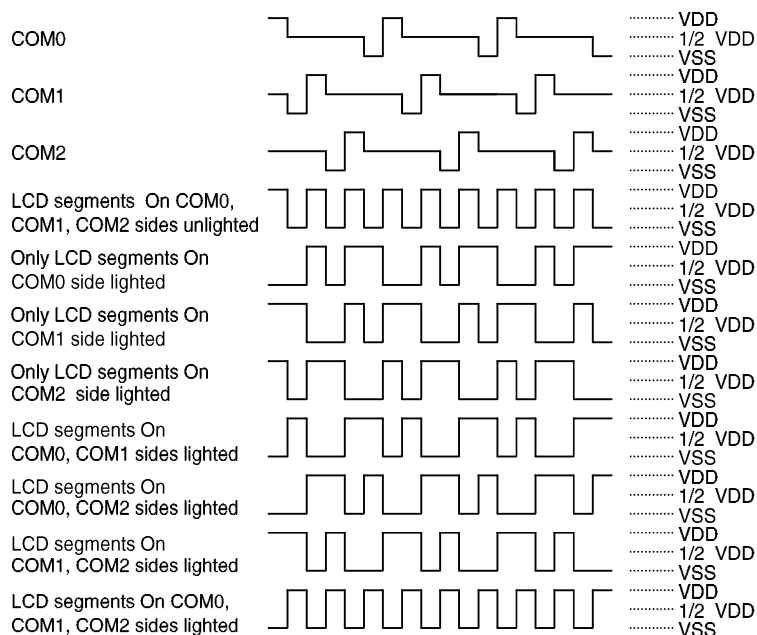 COM0
VDD
1/2 VDD
VSS
COM1
VDD
1/2 VDD
VSS
COM2
VDD
1/2 VDD
VSS
LCD segments On COM0,
COM1, COM2 sides unlighted
VDD
1/2 VDD
VSS
Only LCD segments On
COM0 side lighted
VDD
1/2 VDD
VSS
Only LCD segments On
COM1 side lighted
VDD
1/2 VDD
VSS
Only LCD segments On
COM2 side lighted
VDD
1/2 VDD
VSS
LCD segments On
COM0, COM1 sides lighted
VDD
1/2 VDD
VSS
LCD segments On
COM0, COM2 sides lighted
VDD
1/2 VDD
VSS
LCD segments On
COM1, COM2 sides lighted
VDD
1/2 VDD
VSS
LCD segments On COM0,
COM1, COM2 sides lighted
VDD
1/2 VDD
VSS